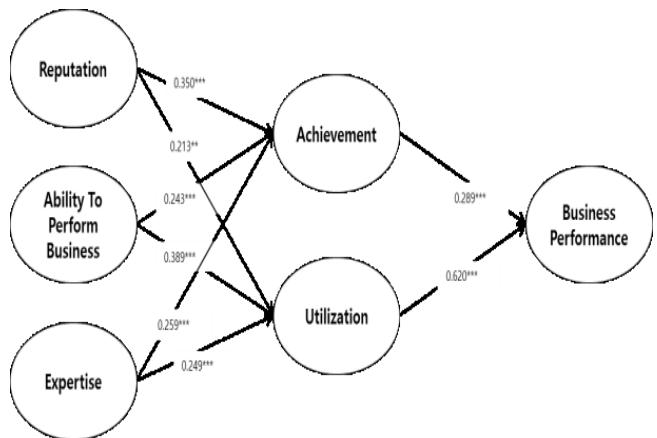 Reputation
0.350***
Achievement
0.213**
Ability To
Perform
Business
0.243***
0.289***
Business
Performance
0.389***
0.620***
Utilization
0.259***
0.249***
Expertise